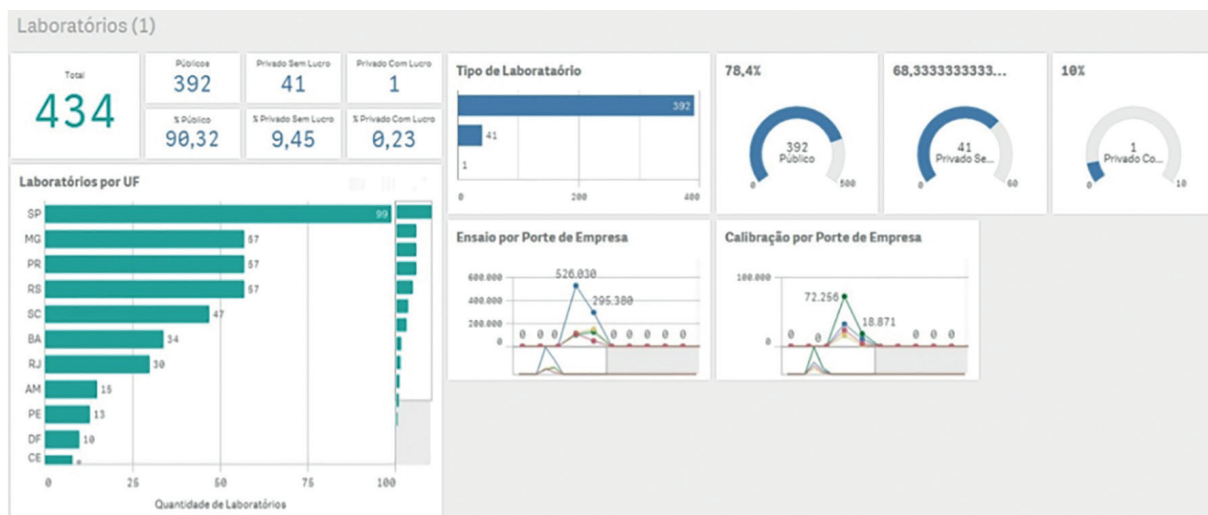 Laboratórios (1)
Total
434
Públicos
392
Privado Sem Lucro
41
Privado Com Lucro
1
% Público
90,32
% Privado Sem Lucro
9,45
% Privado Com Lucro
0,23
Tipo de Laborataório
392
41
1
0 200 400
78,4%
392
Público
0 500
68,3333333333...
41
Privado Se...
0 60
10%
1
Privado Co...
0 10
Laboratórios por UF
SP 99
MG 57
PR 57
RS 57
SC 47
BA 34
RJ 30
AM 15
PE 13
DF 10
CE
0 25 50 75 100
Quantidade de Laboratórios
Ensaio por Porte de Empresa
600.000
400.000
200.000
0
526.030
295.380
0 0 0 0 0 0 0 0
Calibração por Porte de Empresa
100.000
0
72.256
18.871
0 0 0 0 0